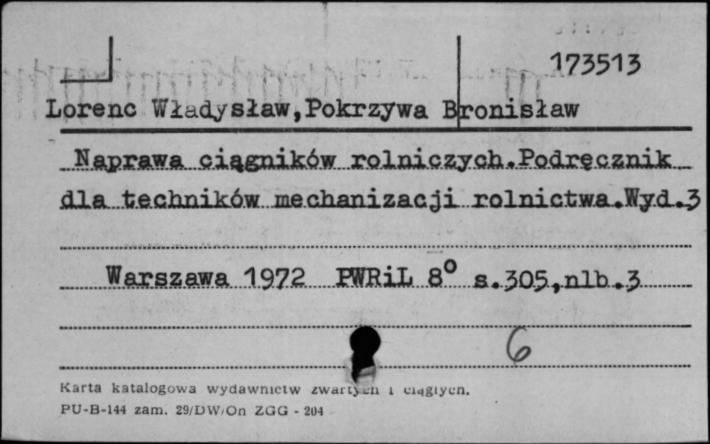 173513
Lorenc Władysław,Pokrzywa Bronisław
Naprawa ciągników rolniczych.Podręcznik
dla techników mechanizacji rolnictwa.Wyd.3
Warszawa 1972 PWRiL 8° s.305,nlb.3
6
Karta katalogowa wydawnictw zwartych i ciągłych.
PU-B-144 zam. 29/DW/On ZGG - 204